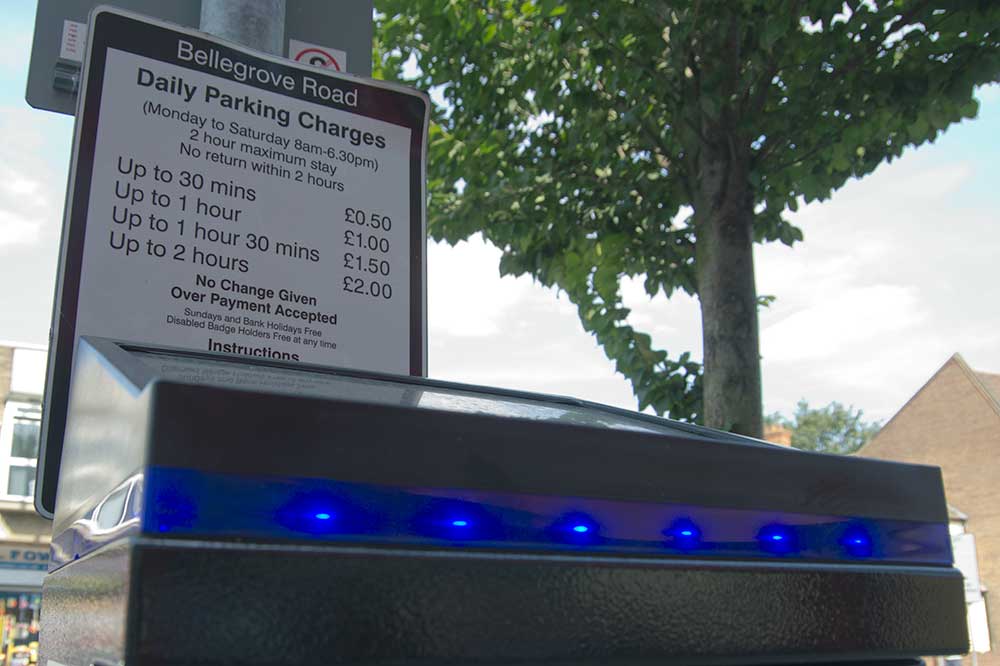 Bellegrove Road
Daily Parking Charges
(Monday to Saturday 8am-6.30pm)
2 hour maximum stay
No return within 2 hours
Up to 30 mins £0.50
Up to 1 hour £1.00
Up to 1 hour 30 mins £1.50
Up to 2 hours £2.00
No Change Given
Over Payment Accepted
Sundays and Bank Holidays Free
Disabled Badge Holders Free at any time
Instructions